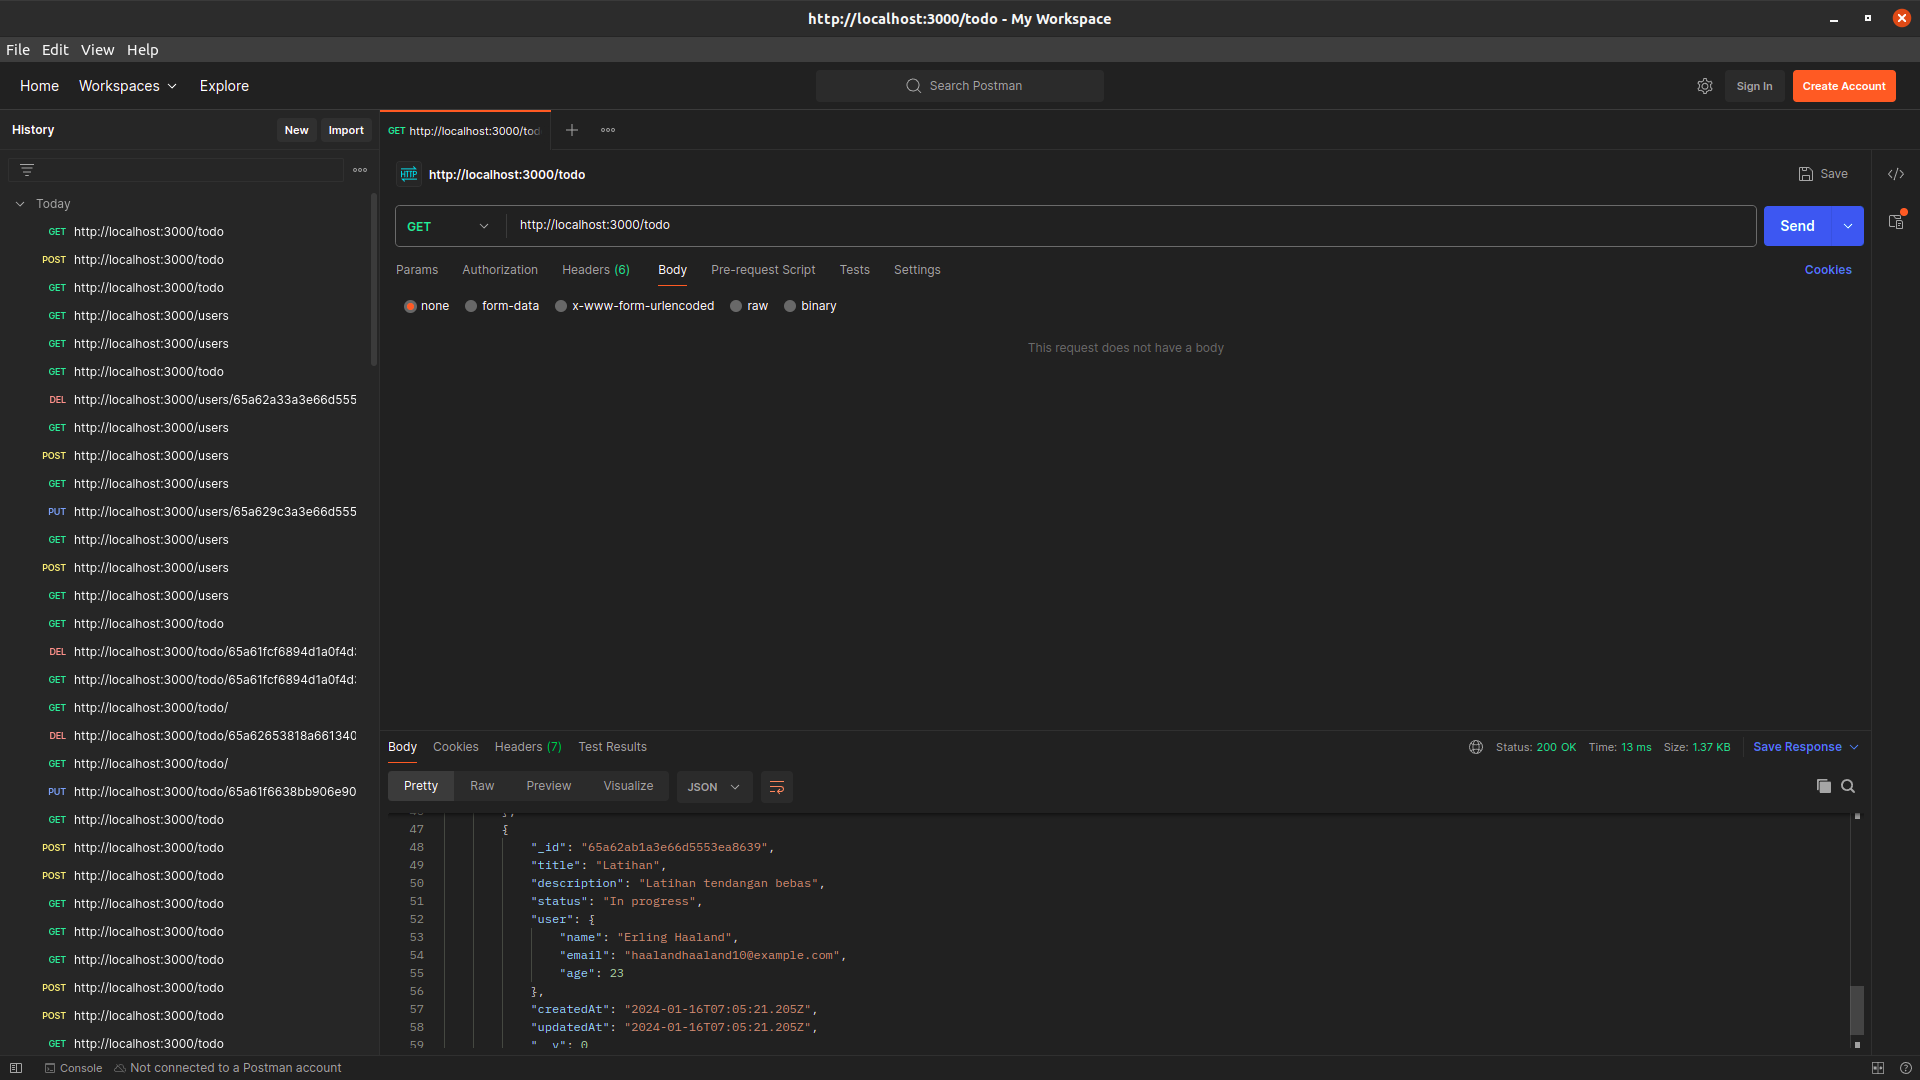 http://localhost:3000/todo - My Workspace
File Edit View Help
Home Workspaces Explore
Search Postman
Sign In
Create Account
History
New
Import
GET http://localhost:3000/tod
HTTP http://localhost:3000/todo
Save
Today
GET http://localhost:3000/todo
POST http://localhost:3000/todo
GET http://localhost:3000/todo
GET http://localhost:3000/users
GET http://localhost:3000/users
GET http://localhost:3000/todo
DEL http://localhost:3000/users/65a62a33a3e66d555
GET http://localhost:3000/users
POST http://localhost:3000/users
GET http://localhost:3000/users
PUT http://localhost:3000/users/65a629c3a3e66d555
GET http://localhost:3000/users
POST http://localhost:3000/users
GET http://localhost:3000/users
GET http://localhost:3000/todo
DEL http://localhost:3000/todo/65a61fcf6894d1a0f4d
GET http://localhost:3000/todo/65a61fcf6894d1a0f4d
GET http://localhost:3000/todo/
DEL http://localhost:3000/todo/65a62653818a661340
GET http://localhost:3000/todo/
PUT http://localhost:3000/todo/65a61f6638bb906e90
GET http://localhost:3000/todo
POST http://localhost:3000/todo
POST http://localhost:3000/todo
GET http://localhost:3000/todo
GET http://localhost:3000/todo
GET http://localhost:3000/todo
POST http://localhost:3000/todo
POST http://localhost:3000/todo
GET http://localhost:3000/todo
GET http://localhost:3000/todo
Send
Params Authorization Headers (6) Body Pre-request Script Tests Settings
Cookies
none form-data x-www-form-urlencoded raw binary
This request does not have a body
Body Cookies Headers (7) Test Results
Status: 200 OK Time: 13 ms Size: 1.37 KB Save Response
Pretty Raw Preview Visualize JSON
47 {
48 "_id": "65a62ab1a3e66d5553ea8639",
49 "title": "Latihan",
50 "description": "Latihan tendangan bebas",
51 "status": "In progress",
52 "user": {
53 "name": "Erling Haaland",
54 "email": "haalandhaaland10@example.com",
55 "age": 23
56 },
57 "createdAt": "2024-01-16T07:05:21.205Z",
58 "updatedAt": "2024-01-16T07:05:21.205Z",
59 "__v": 0
Console Not connected to a Postman account